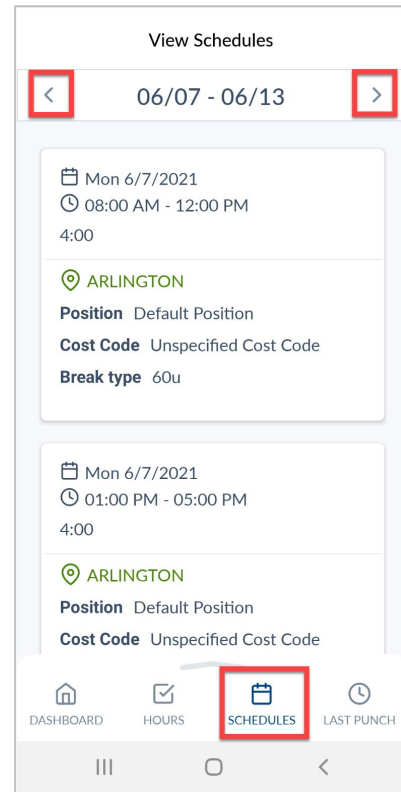 View Schedules
06/07 - 06/13
Mon 6/7/2021
08:00 AM - 12:00 PM
4:00
ARLINGTON
Position Default Position
Cost Code Unspecified Cost Code
Break type 60u
Mon 6/7/2021
01:00 PM - 05:00 PM
4:00
ARLINGTON
Position Default Position
Cost Code Unspecified Cost Code
DASHBOARD HOURS SCHEDULES LAST PUNCH